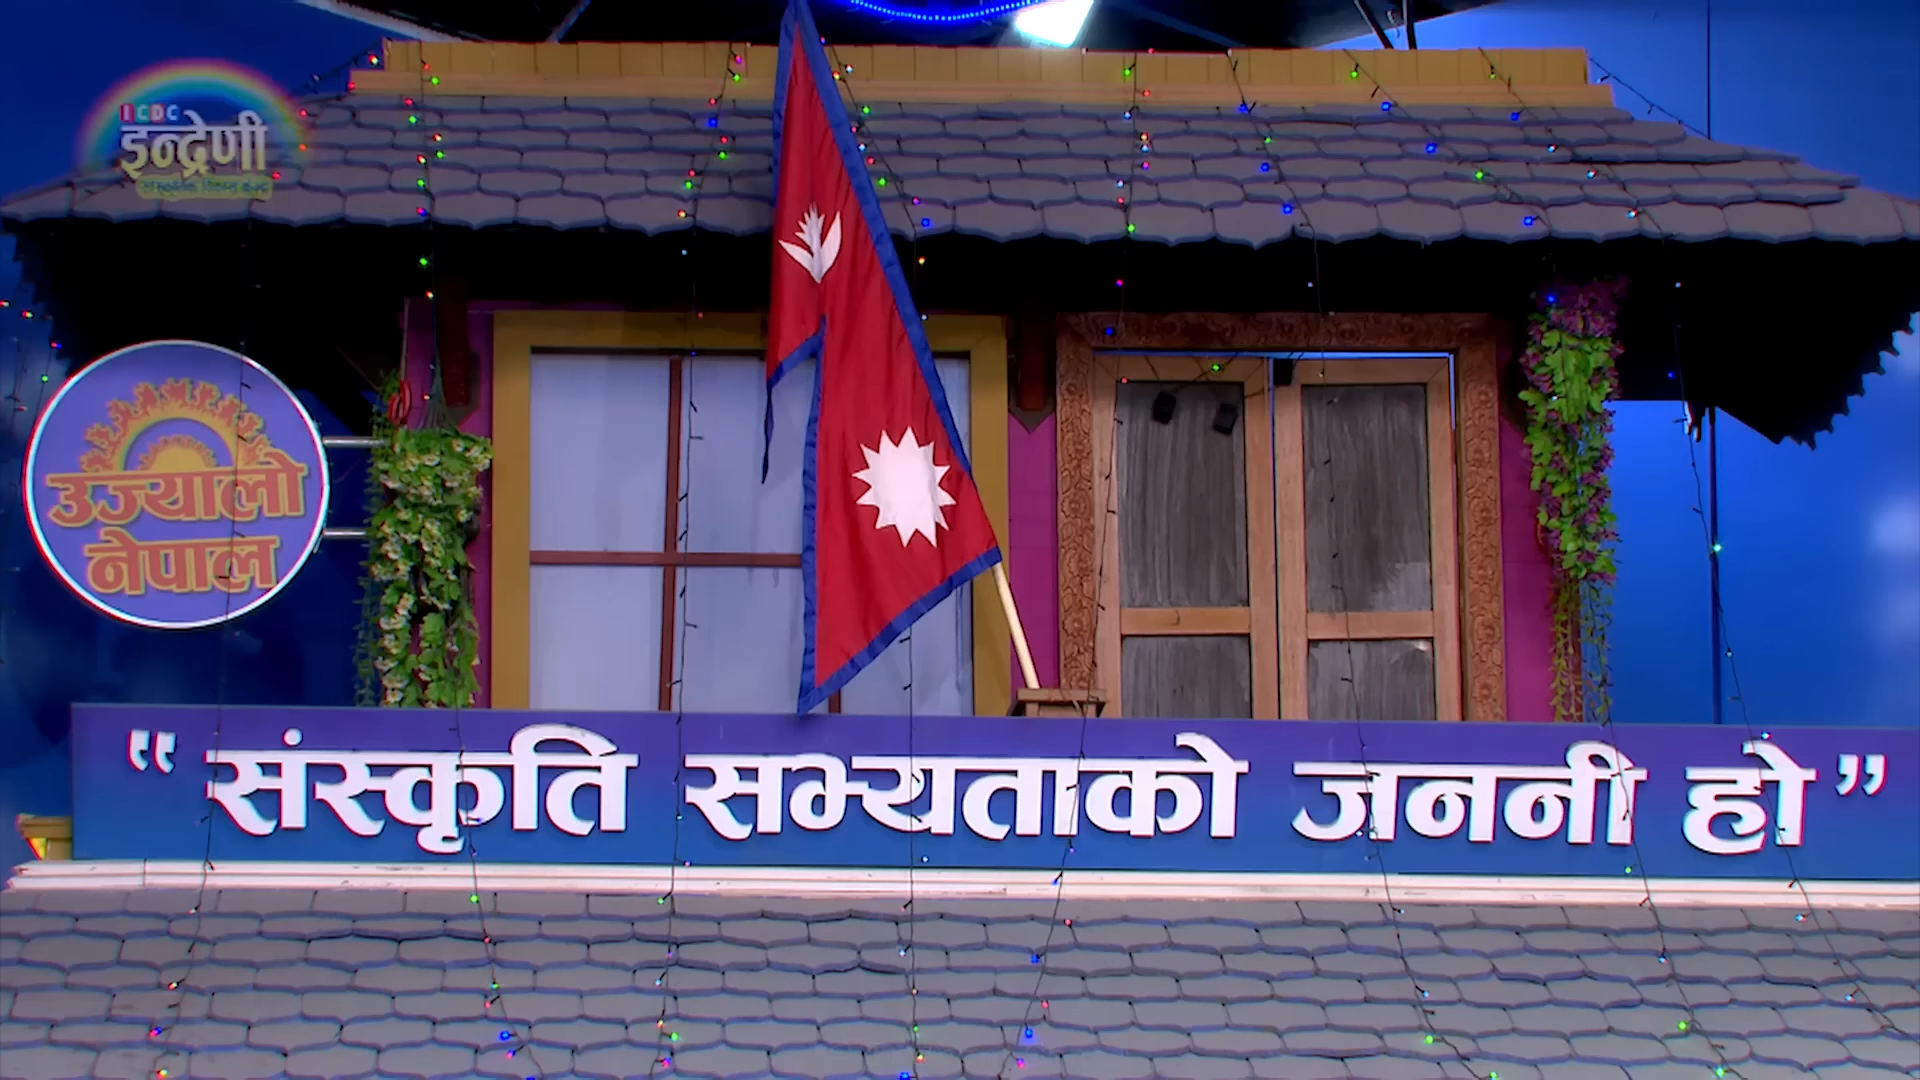 ICDC
इन्द्रेणी
सांस्कृतिक विकास केन्द्र
उज्यालो
नेपाल
“संस्कृति सभ्यताको जननी हो”